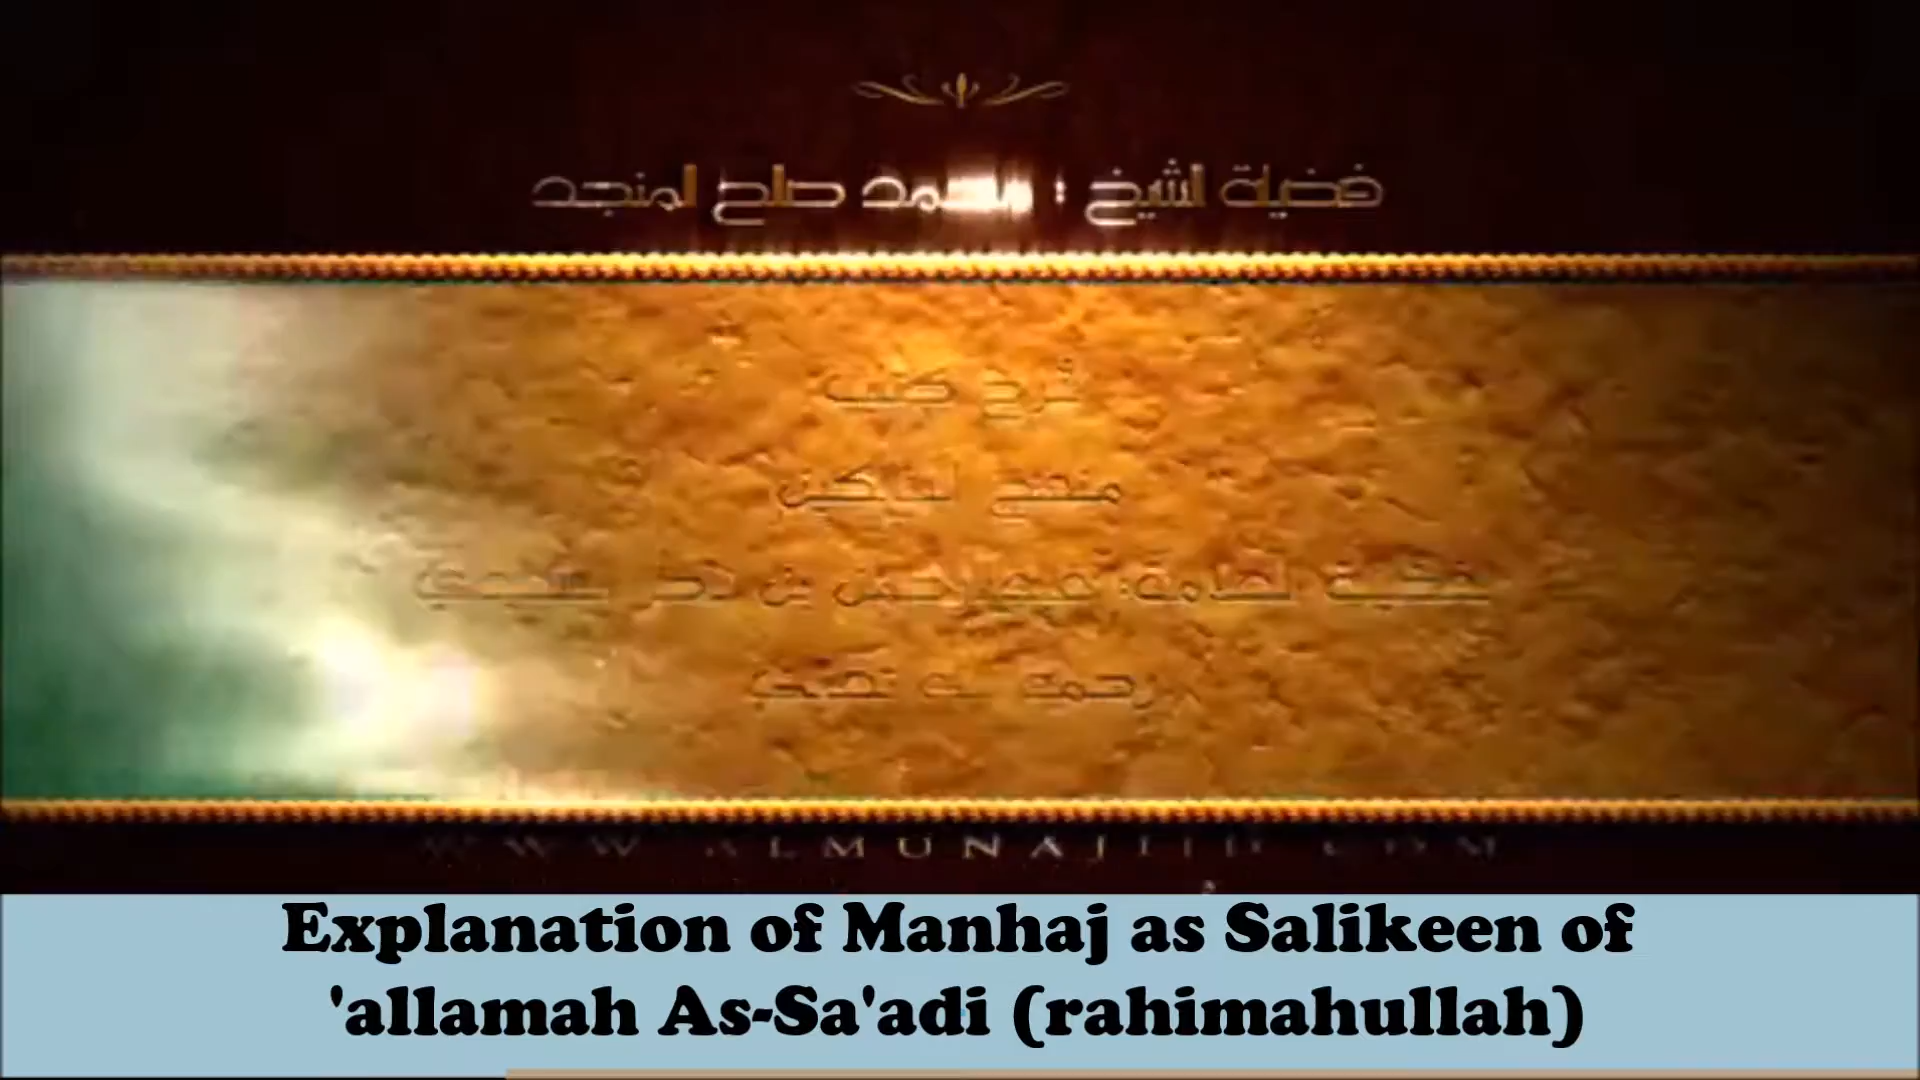 فضيلة الشيخ : محمد صالح المنجد
شرح كتاب
منهج السالكين
لفضيلة العلامة: عبدالرحمن بن ناصر السعدي
رحمه الله تعالى
WWW.ALMUNAJJID.COM
Explanation of Manhaj as Salikeen of
'allamah As-Sa'adi (rahimahullah)